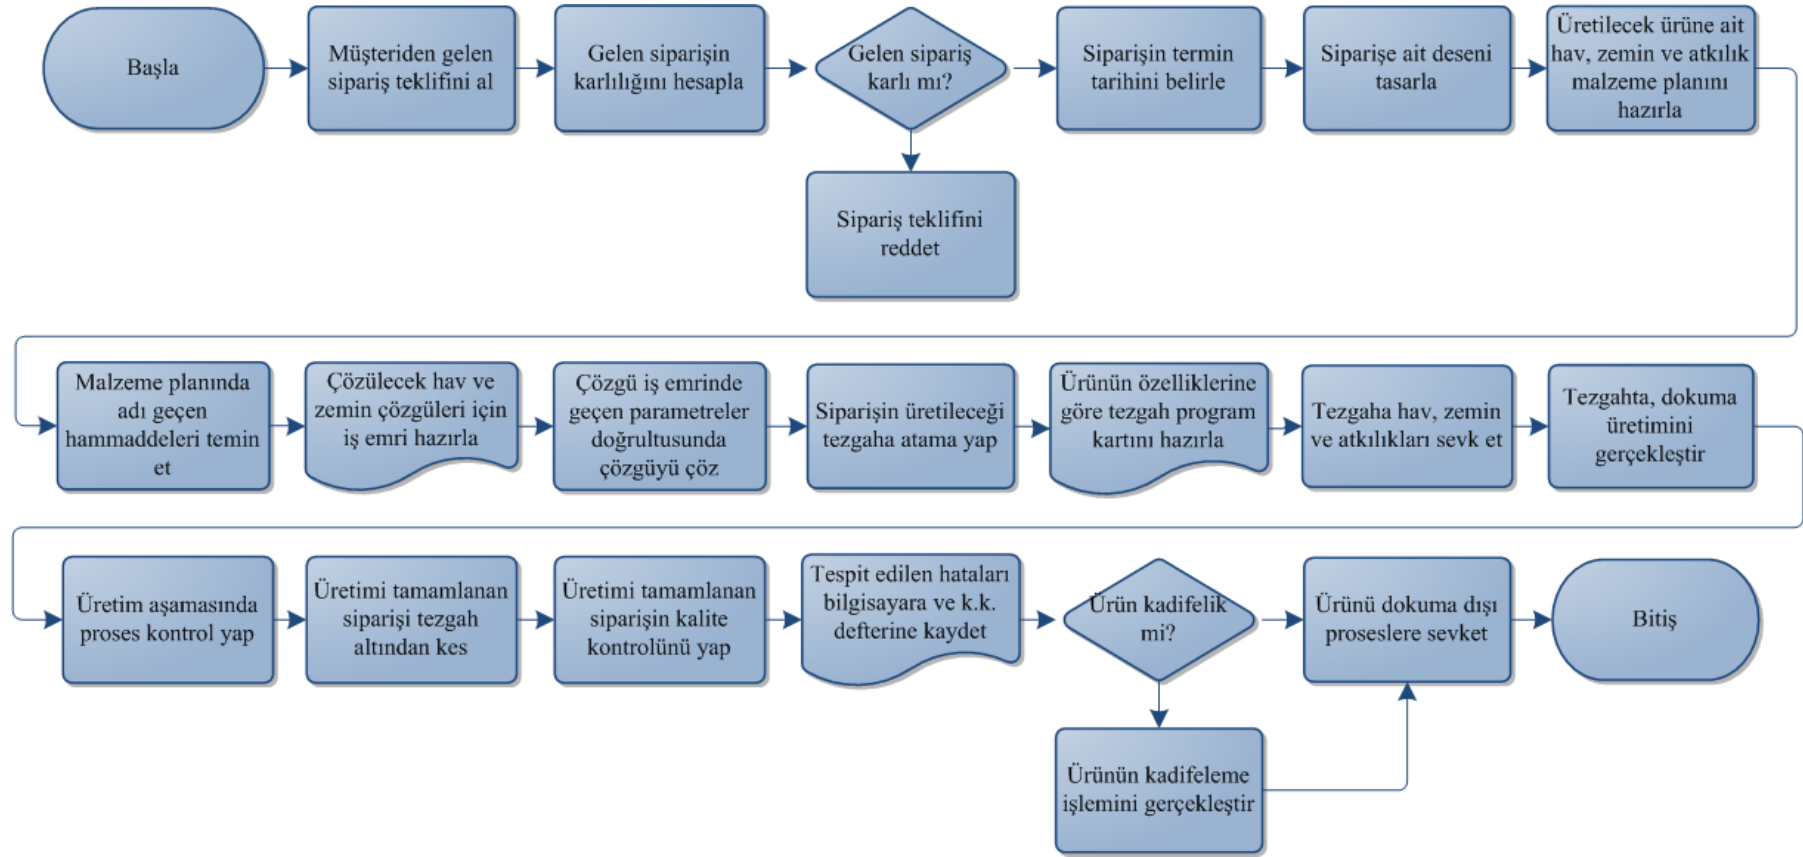 Başla
Müşteriden gelen
sipariş teklifini al
Gelen siparişin
karlılığını hesapla
Gelen sipariş
karlı mı?
Siparişin termin
tarihini belirle
Siparişe ait deseni
tasarla
Üretilecek ürüne ait
hav, zemin ve atkılık
malzeme planını
hazırla
Sipariş teklifini
reddet
Malzeme planında
adı geçen
hammaddeleri temin
et
Çözülecek hav ve
zemin çözgüleri için
iş emri hazırla
Çözgü iş emrinde
geçen parametreler
doğrultusunda
çözgüyü çöz
Siparişin üretileceği
tezgaha atama yap
Ürünün özelliklerine
göre tezgah program
kartını hazırla
Tezgaha hav, zemin
ve atkılıkları sevk et
Tezgahta, dokuma
üretimini
gerçekleştir
Üretim aşamasında
proses kontrol yap
Üretimi tamamlanan
siparişi tezgah
altından kes
Üretimi tamamlanan
siparişin kalite
kontrolünü yap
Tespit edilen hataları
bilgisayara ve k.k.
defterine kaydet
Ürün kadifelik
mi?
Ürünü dokuma dışı
proseslere sevket
Bitiş
Ürünün kadifeleme
işlemini gerçekleştir